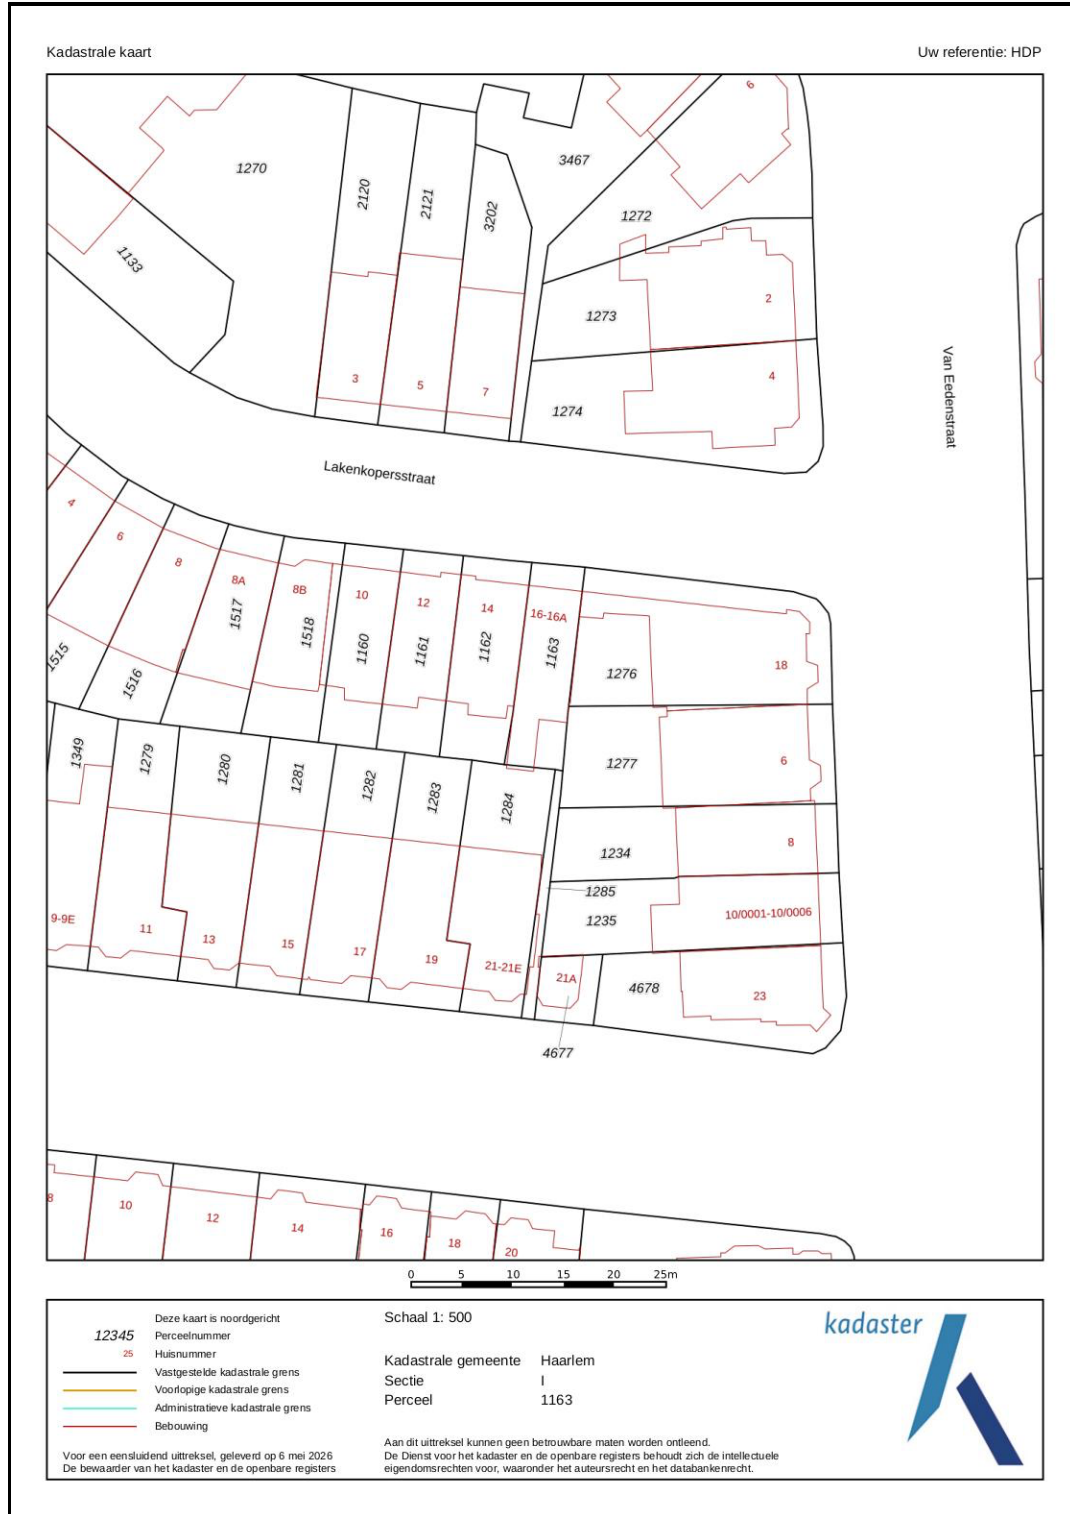 Kadastrale kaart
Uw referentie: HDP
6
1270
3467
2120
2121
3202
1272
1133
2
1273
3
5
7
4
1274
Van Eedenstraat
Lakenkopersstraat
4
6
8
8A
8B
10
12
14
16-16A
1517
1518
1160
1161
1162
1163
1515
1516
1276
18
1349
1279
1280
1281
1282
1283
1284
1277
6
1234
8
1285
1235
10/0001-10/0006
9-9E
11
13
15
17
19
21-21E
21A
4678
23
4677
8
10
12
14
16
18
20
0 5 10 15 20 25m
Deze kaart is noordgericht
12345 Perceelnummer
25 Huisnummer
Vastgestelde kadastrale grens
Voorlopige kadastrale grens
Administratieve kadastrale grens
Bebouwing
Voor een eensluidend uittreksel, geleverd op 6 mei 2026
De bewaarder van het kadaster en de openbare registers
Schaal 1: 500
Kadastrale gemeente Haarlem
Sectie I
Perceel 1163
Aan dit uittreksel kunnen geen betrouwbare maten worden ontleend.
De Dienst voor het kadaster en de openbare registers behoudt zich de intellectuele
eigendomsrechten voor, waaronder het auteursrecht en het databankenrecht.
kadaster